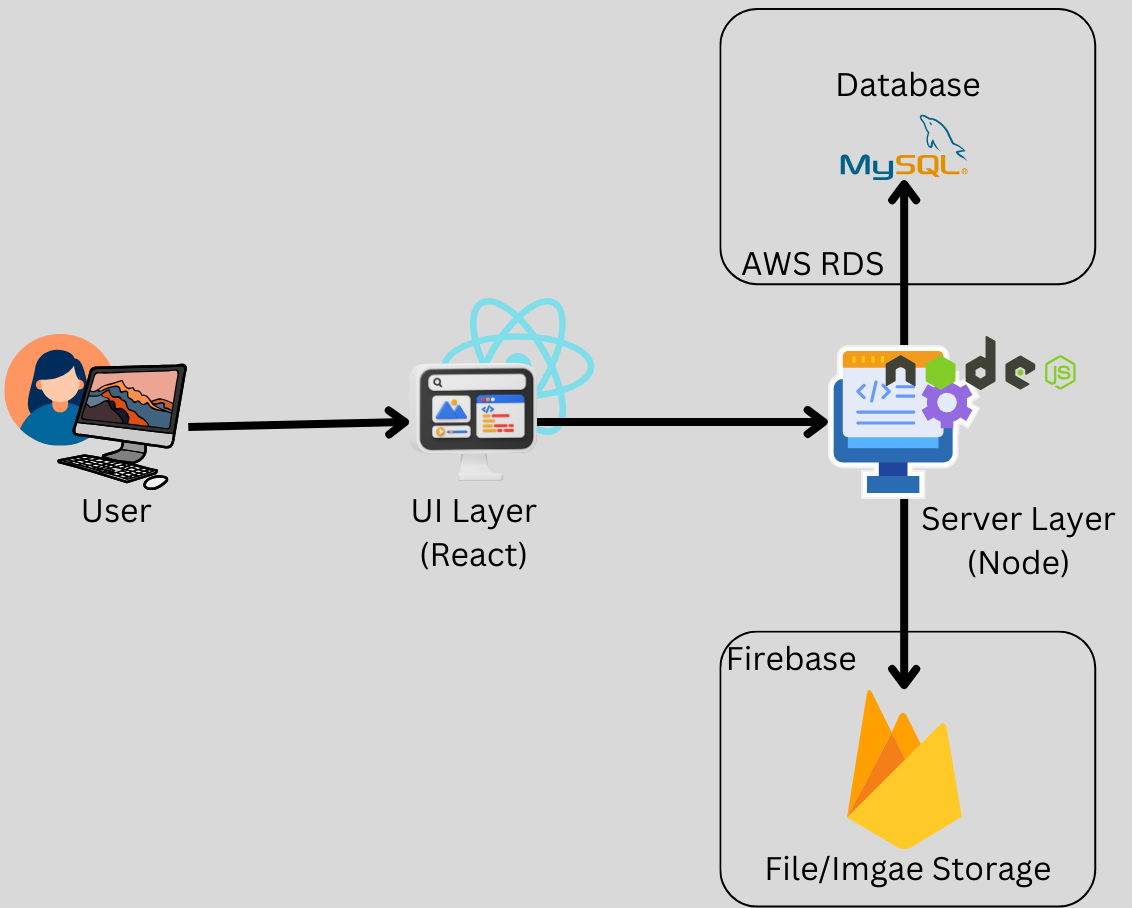 Database
MySQL®
AWS RDS
node
JS
User
UI Layer
(React)
Server Layer
(Node)
Firebase
File/Imgae Storage